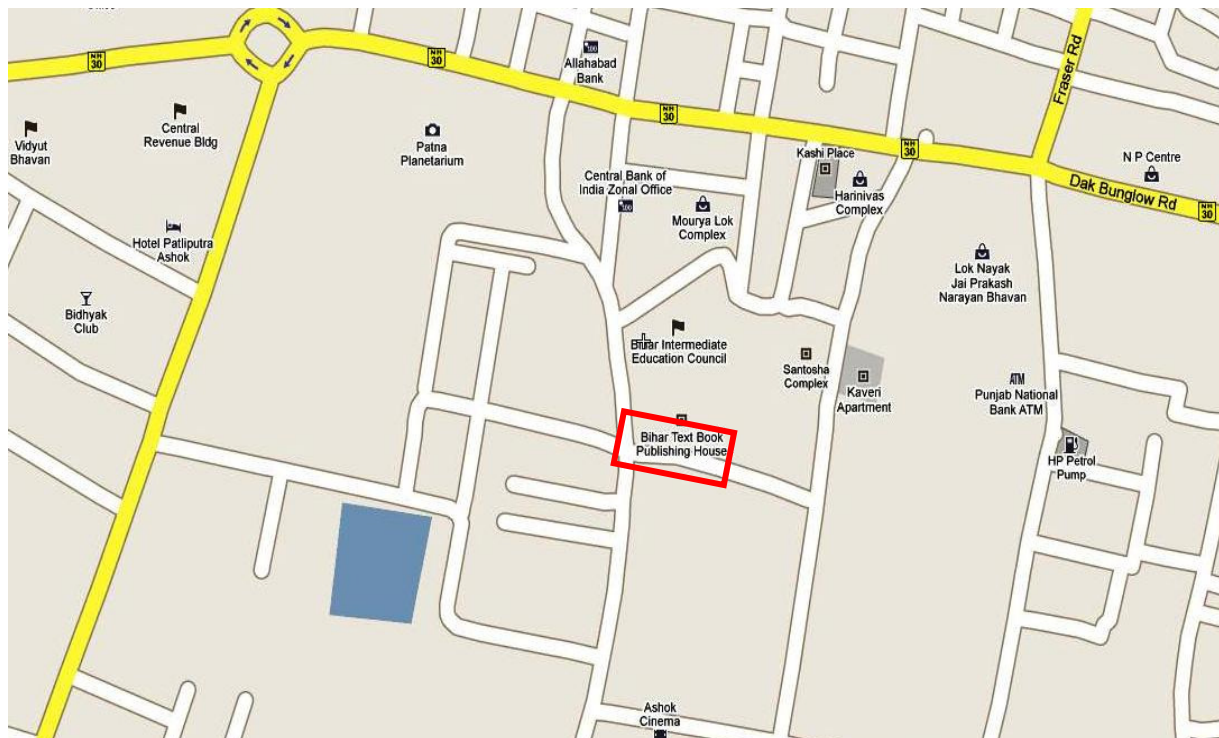 NH
30
NH
30
Allahabad
Bank
NH
30
Fraser Rd
Vidyut
Bhavan
Central
Revenue Bldg
Patna
Planetarium
Central Bank of
India Zonal Office
Kashi Place
NH
30
N P Centre
Harinivas
Complex
Dak Bunglow Rd
NH
30
Mourya Lok
Complex
Hotel Patliputra
Ashok
Lok Nayak
Jai Prakash
Narayan Bhavan
Bidhyak
Club
Bihar Intermediate
Education Council
Santosha
Complex
Kaveri
Apartment
ATM
Punjab National
Bank ATM
Bihar Text Book
Publishing House
HP Petrol
Pump
Ashok
Cinema